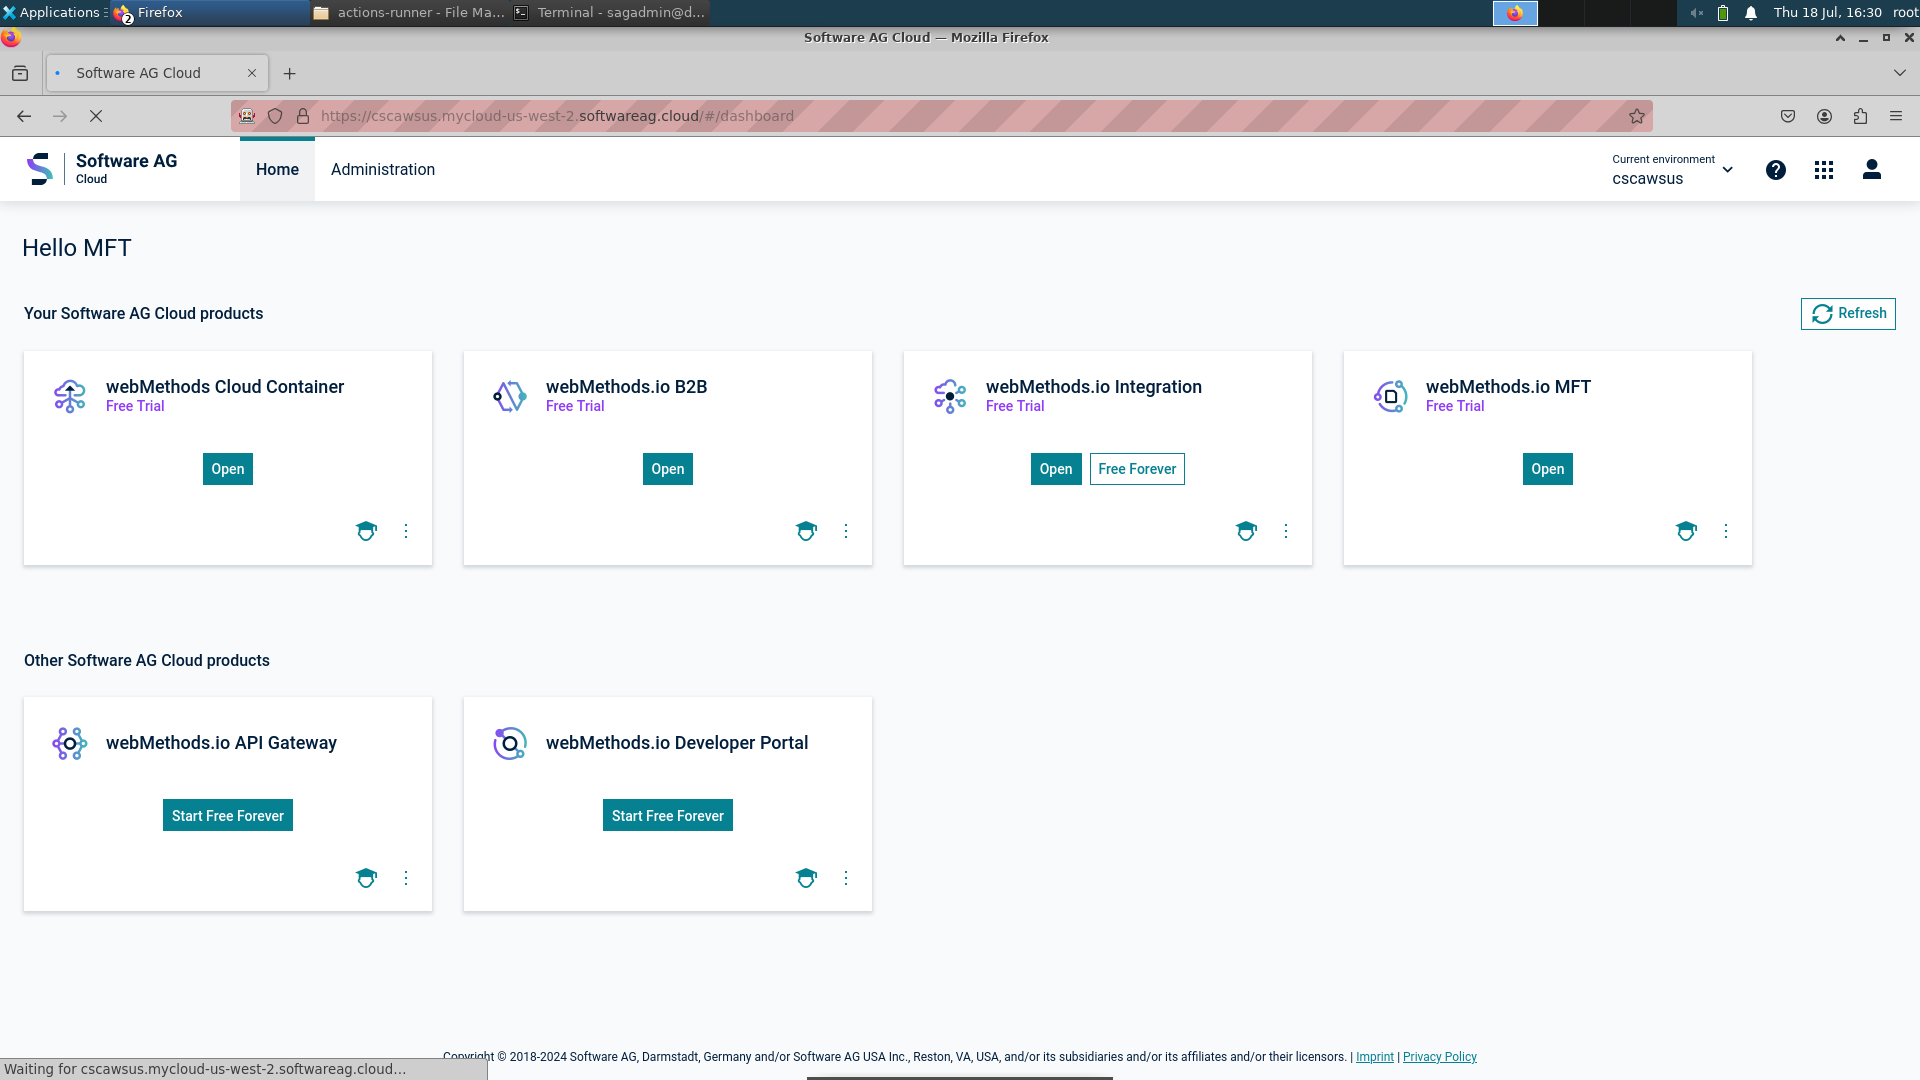 Applications
2
Firefox
actions-runner - File Ma...
Terminal - sagadmin@d...
Thu 18 Jul, 16:30
root
Software AG Cloud — Mozilla Firefox
Software AG Cloud
https://cscawsus.mycloud-us-west-2.softwareag.cloud/#/dashboard
Software AG
Cloud
Home
Administration
Current environment
cscawsus
Hello MFT
Your Software AG Cloud products
Refresh
webMethods Cloud Container
Free Trial
Open
webMethods.io B2B
Free Trial
Open
webMethods.io Integration
Free Trial
Open
Free Forever
webMethods.io MFT
Free Trial
Open
Other Software AG Cloud products
webMethods.io API Gateway
Start Free Forever
webMethods.io Developer Portal
Start Free Forever
Copyright © 2018-2024 Software AG, Darmstadt, Germany and/or Software AG USA Inc., Reston, VA, USA, and/or its subsidiaries and/or its affiliates and/or their licensors. | Imprint | Privacy Policy
Waiting for cscawsus.mycloud-us-west-2.softwareag.cloud...